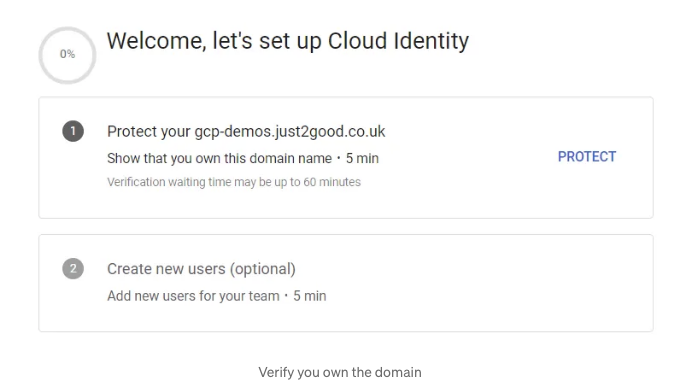 0%
Welcome, let's set up Cloud Identity
1
Protect your gcp-demos.just2good.co.uk
Show that you own this domain name · 5 min
PROTECT
Verification waiting time may be up to 60 minutes
2
Create new users (optional)
Add new users for your team · 5 min
Verify you own the domain